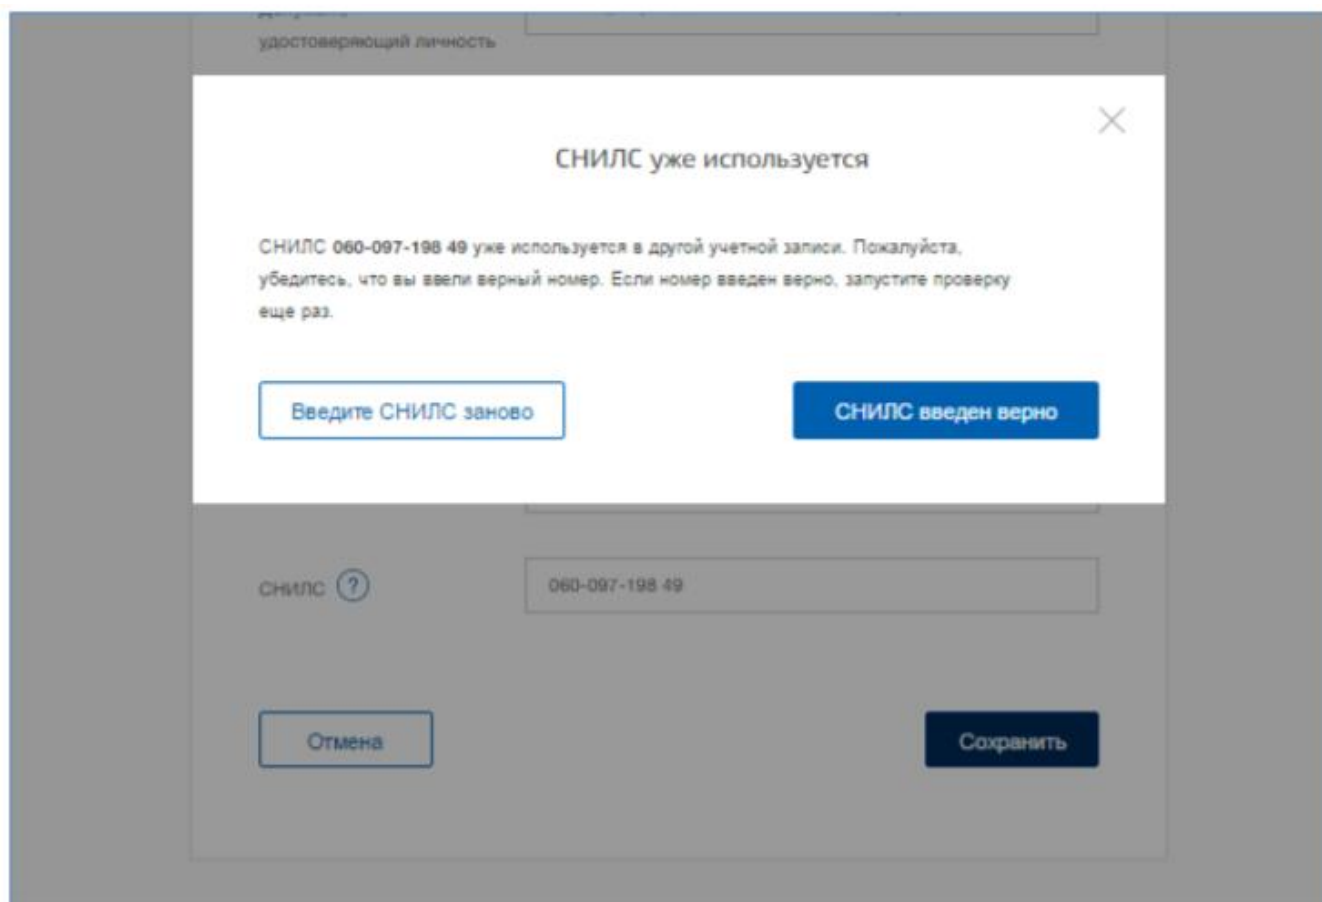 удостоверяющий личность
СНИЛС уже используется
СНИЛС 060-097-198 49 уже используется в другой учетной записи. Пожалуйста,
убедитесь, что вы ввели верный номер. Если номер введен верно, запустите проверку
еще раз.
Введите СНИЛС заново
СНИЛС введен верно
СНИЛС ?
060-097-198 49
Отмена
Сохранить